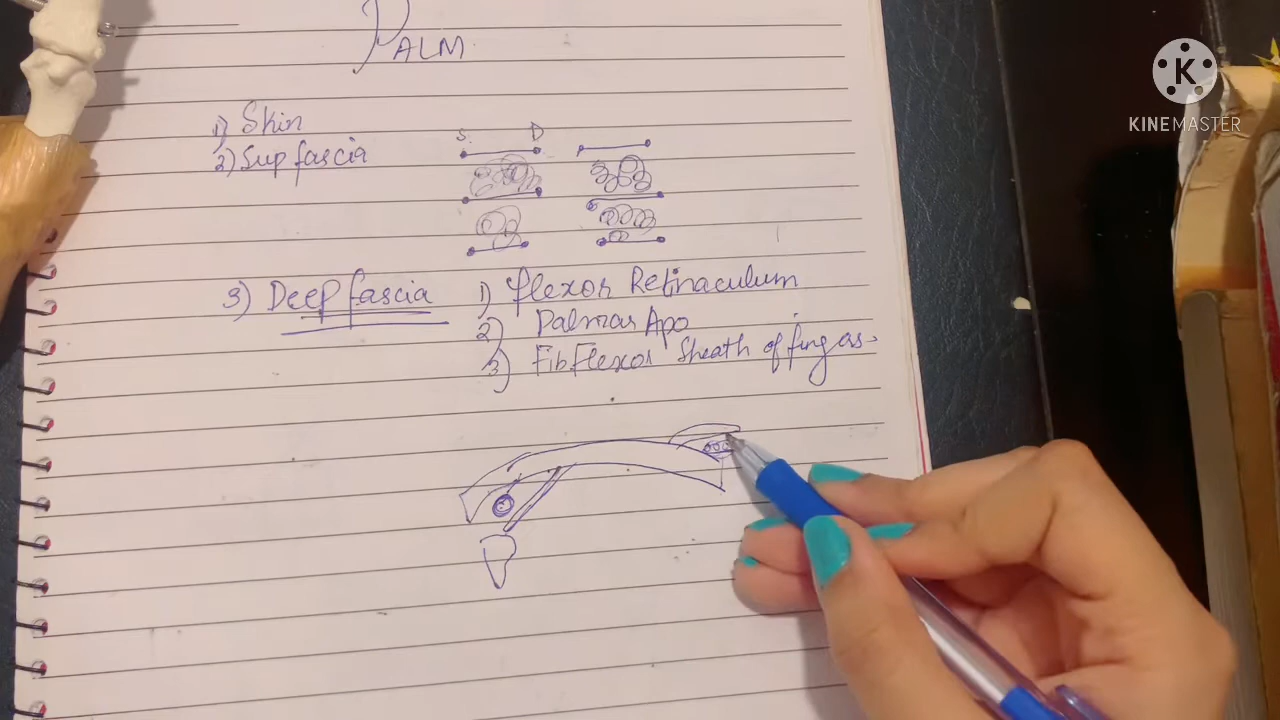 PALM
1) Skin
2) Sup fascia
S. D
3) Deep fascia 1) flexor Retinaculum
2) Palmar Apo
3) Fib Flexor Sheath of fingers.
K
KINEMASTER